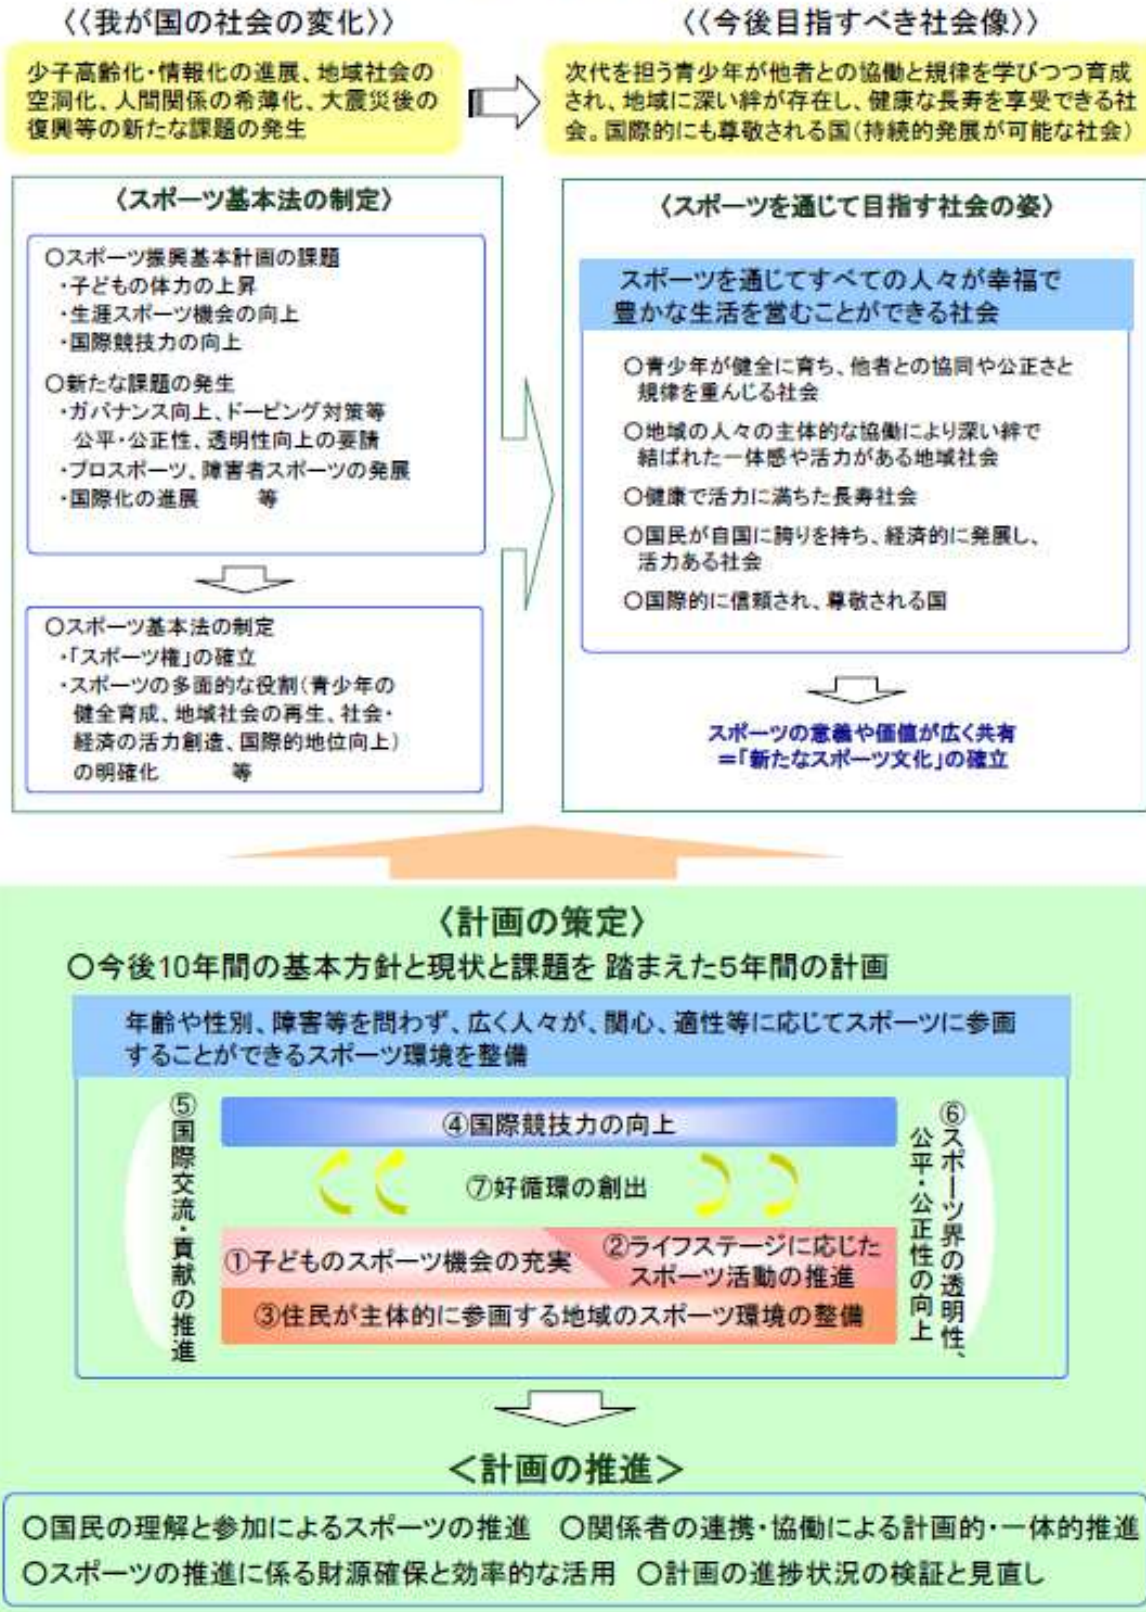 《我が国の社会の変化》
少子高齢化・情報化の進展、地域社会の
空洞化、人間関係の希薄化、大震災後の
復興等の新たな課題の発生
《今後目指すべき社会像》
次代を担う青少年が他者との協働と規律を学びつつ育成
され、地域に深い絆が存在し、健康な長寿を享受できる社
会。国際的にも尊敬される国(持続的発展が可能な社会)
〈スポーツ基本法の制定〉
○スポーツ振興基本計画の課題
・子どもの体力の上昇
・生涯スポーツ機会の向上
・国際競技力の向上
○新たな課題の発生
・ガバナンス向上、ドーピング対策等
公平・公正性、透明性向上の要請
・プロスポーツ、障害者スポーツの発展
・国際化の進展 等
○スポーツ基本法の制定
・「スポーツ権」の確立
・スポーツの多面的な役割(青少年の
健全育成、地域社会の再生、社会・
経済の活力創造、国際的地位向上)
の明確化 等
〈スポーツを通じて目指す社会の姿〉
スポーツを通じてすべての人々が幸福で
豊かな生活を営むことができる社会
○青少年が健全に育ち、他者との協同や公正さと
規律を重んじる社会
○地域の人々の主体的な協働により深い絆で
結ばれた一体感や活力がある地域社会
○健康で活力に満ちた長寿社会
○国民が自国に誇りを持ち、経済的に発展し、
活力ある社会
○国際的に信頼され、尊敬される国
スポーツの意義や価値が広く共有
=「新たなスポーツ文化」の確立
〈計画の策定〉
○今後10年間の基本方針と現状と課題を 踏まえた5年間の計画
年齢や性別、障害等を問わず、広く人々が、関心、適性等に応じてスポーツに参画
することができるスポーツ環境を整備
⑤国際交流・貢献の推進
④国際競技力の向上
⑦好循環の創出
①子どものスポーツ機会の充実
②ライフステージに応じた
スポーツ活動の推進
③住民が主体的に参画する地域のスポーツ環境の整備
⑥スポーツ界の透明性、
公平・公正性の向上
<計画の推進>
○国民の理解と参加によるスポーツの推進 ○関係者の連携・協働による計画的・一体的推進
○スポーツの推進に係る財源確保と効率的な活用 ○計画の進捗状況の検証と見直し